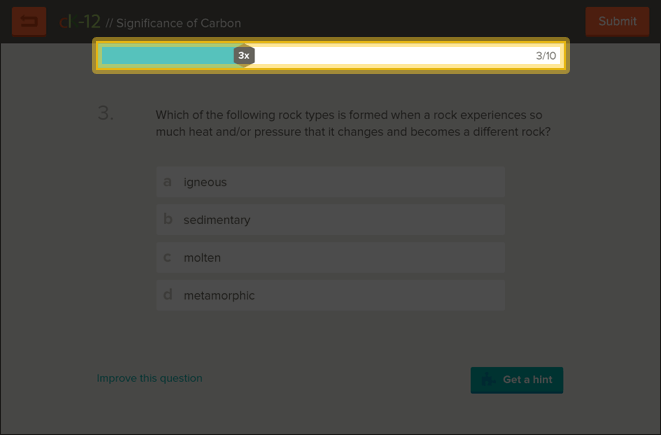 ck-12 // Significance of Carbon
Submit
3x
3/10
3.
Which of the following rock types is formed when a rock experiences so
much heat and/or pressure that it changes and becomes a different rock?
a igneous
b sedimentary
c molten
d metamorphic
Improve this question
Get a hint